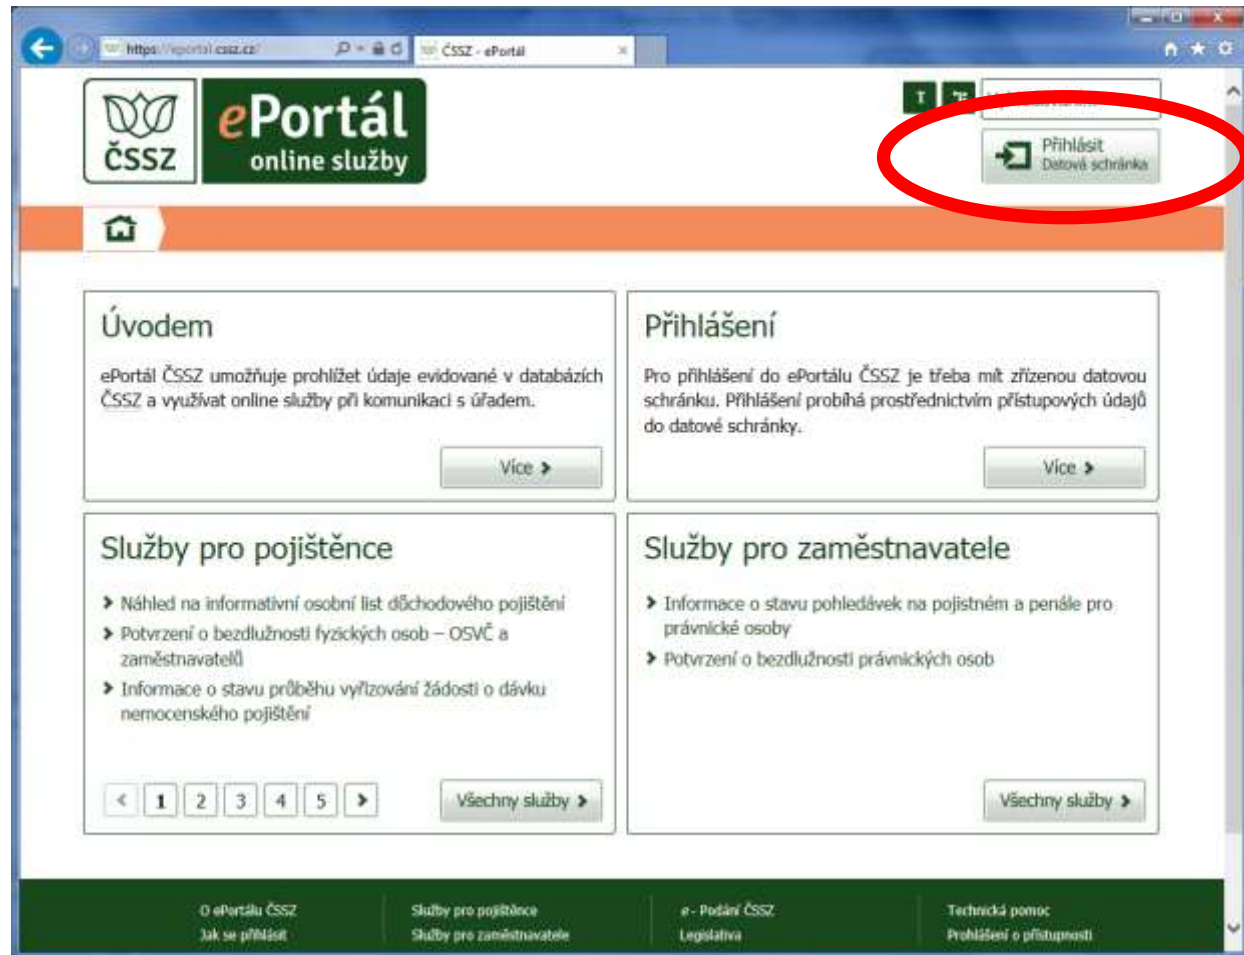 https://eportal.cssz.cz/
ČSSZ - ePortál
ČSSZ
ePortál
online služby
Přihlásit
Datová schránka
Úvodem
ePortál ČSSZ umožňuje prohlížet údaje evidované v databázích
ČSSZ a využívat online služby při komunikaci s úřadem.
Více
Přihlášení
Pro přihlášení do ePortálu ČSSZ je třeba mít zřízenou datovou
schránku. Přihlášení probíhá prostřednictvím přístupových údajů
do datové schránky.
Více
Služby pro pojištěnce
Náhled na informativní osobní list důchodového pojištění
Potvrzení o bezdlužnosti fyzických osob – OSVČ a
zaměstnavatelů
Informace o stavu průběhu vyřizování žádosti o dávku
nemocenského pojištění
1 2 3 4 5
Všechny služby
Služby pro zaměstnavatele
Informace o stavu pohledávek na pojistném a penále pro
právnické osoby
Potvrzení o bezdlužnosti právnických osob
Všechny služby
O ePortálu ČSSZ
Jak se přihlásit
Služby pro pojištěnce
Služby pro zaměstnavatele
e - Podání ČSSZ
Legislativa
Technická pomoc
Prohlášení o přístupnosti